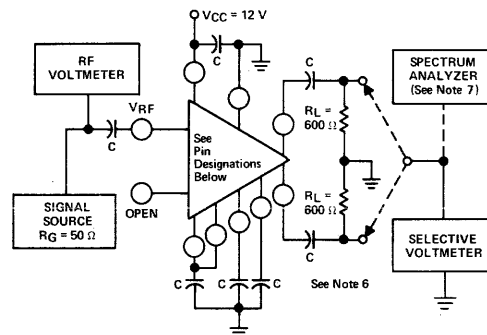 VCC = 12 V
C
RF
VOLTMETER
C
SPECTRUM
ANALYZER
(See Note 7)
VRF
C
See
Pin
Designations
Below
RL =
600 Ω
SIGNAL
SOURCE
RG = 50 Ω
OPEN
RL =
600 Ω
C
C
C
C
See Note 6
SELECTIVE
VOLTMETER